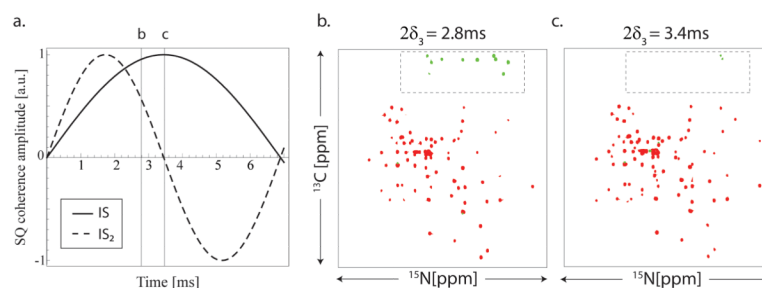 a.
b
c
SQ coherence amplitude [a.u.]
1
0
-1
1
2
3
4
5
6
IS
IS2
Time [ms]
b.
2δ3 = 2.8ms
13C [ppm]
15N[ppm]
c.
2δ3 = 3.4ms
15N[ppm]